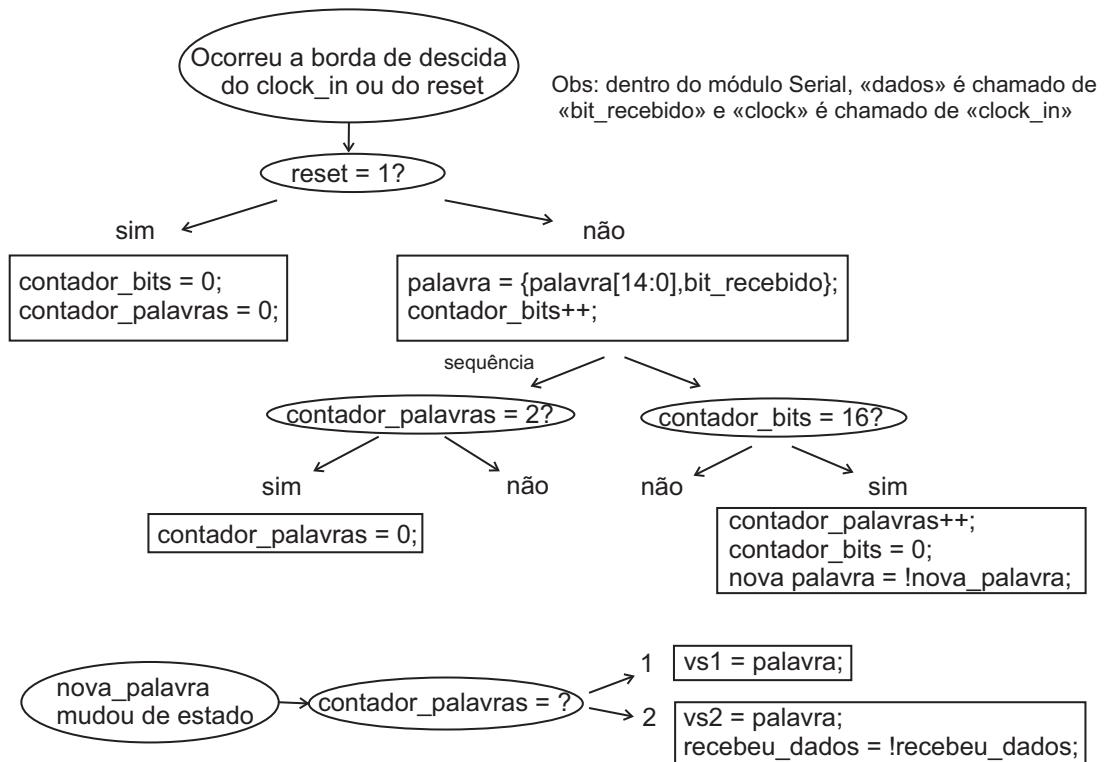 Ocorreu a borda de descida
do clock_in ou do reset
Obs: dentro do módulo Serial, «dados» é chamado de
«bit_recebido» e «clock» é chamado de «clock_in»
reset = 1?
sim
não
contador_bits = 0;
contador_palavras = 0;
palavra = {palavra[14:0],bit_recebido};
contador_bits++;
sequência
contador_palavras = 2?
contador_bits = 16?
sim
não
não
sim
contador_palavras = 0;
contador_palavras++;
contador_bits = 0;
nova palavra = !nova_palavra;
nova_palavra
mudou de estado
contador_palavras = ?
1
vs1 = palavra;
2
vs2 = palavra;
recebeu_dados = !recebeu_dados;